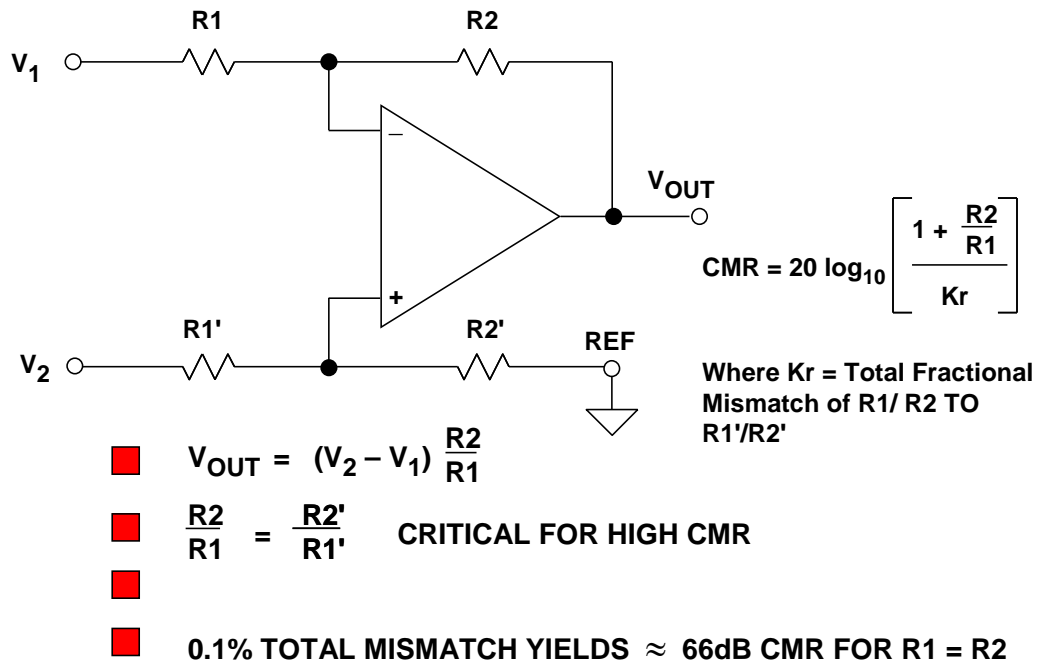 R1 R2
V1
–
VOUT
CMR = 20 log10 [ (1 + R2/R1) / Kr ]
+
R1' R2' REF
V2
Where Kr = Total Fractional
Mismatch of R1/ R2 TO
R1'/R2'
VOUT = (V2 – V1) R2/R1
R2/R1 = R2'/R1' CRITICAL FOR HIGH CMR
0.1% TOTAL MISMATCH YIELDS ≈ 66dB CMR FOR R1 = R2